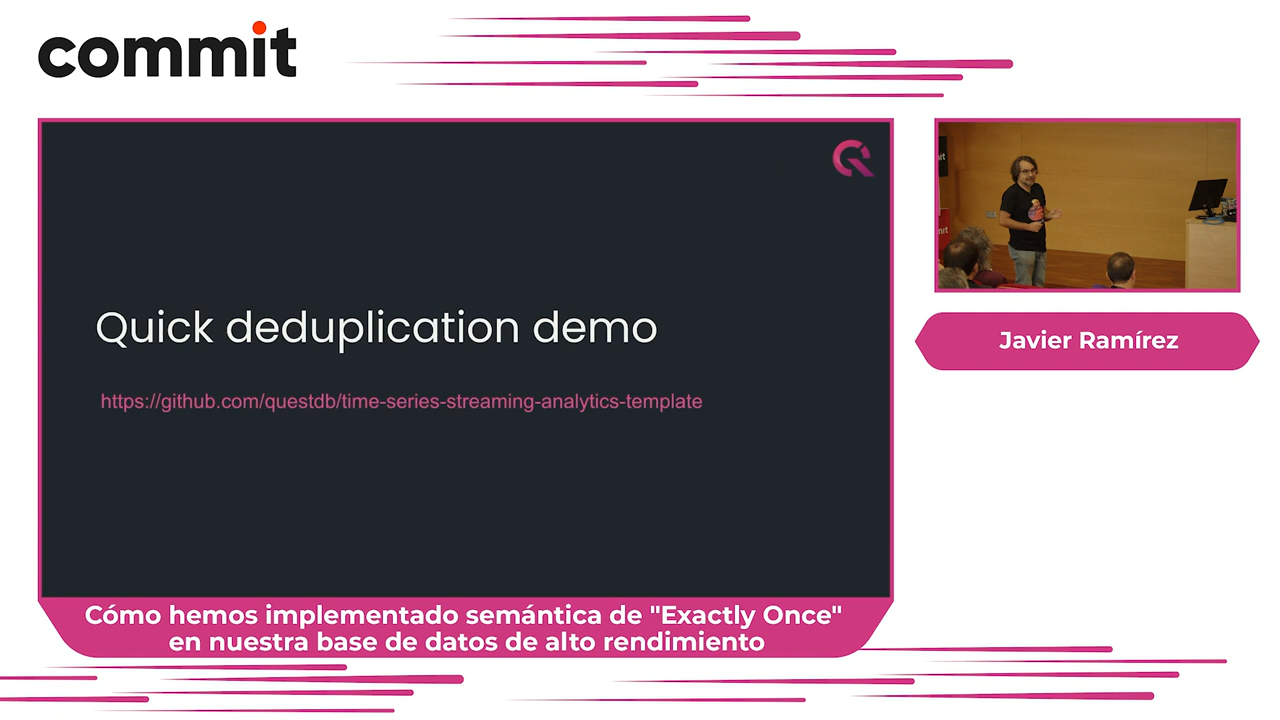 commit
Quick deduplication demo
https://github.com/questdb/time-series-streaming-analytics-template
Javier Ramírez
Cómo hemos implementado semántica de "Exactly Once"
en nuestra base de datos de alto rendimiento